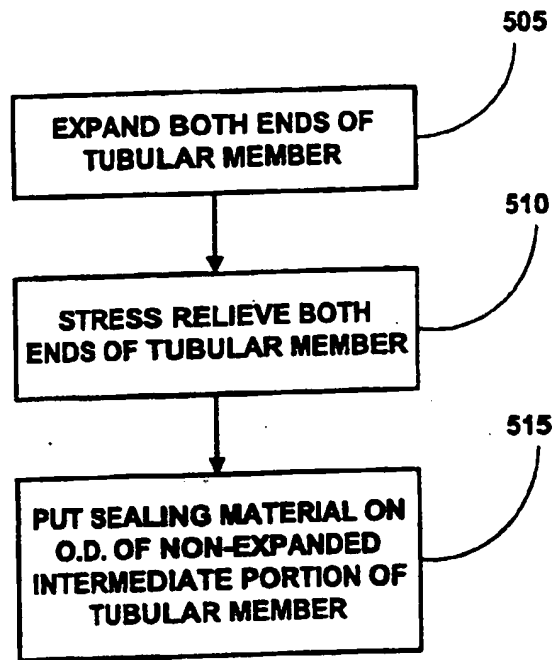 505
EXPAND BOTH ENDS OF
TUBULAR MEMBER
510
STRESS RELIEVE BOTH
ENDS OF TUBULAR MEMBER
515
PUT SEALING MATERIAL ON
O.D. OF NON-EXPANDED
INTERMEDIATE PORTION OF
TUBULAR MEMBER